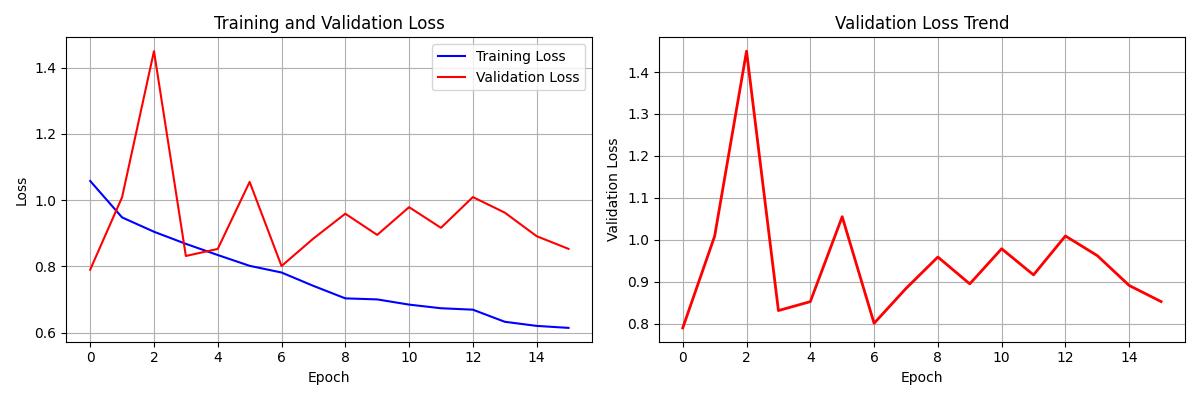 Training and Validation Loss
Training Loss
Validation Loss
1.4
1.2
1.0
0.8
0.6
Loss
0 2 4 6 8 10 12 14
Epoch
Validation Loss Trend
1.4
1.3
1.2
1.1
1.0
0.9
0.8
Validation Loss
0 2 4 6 8 10 12 14
Epoch